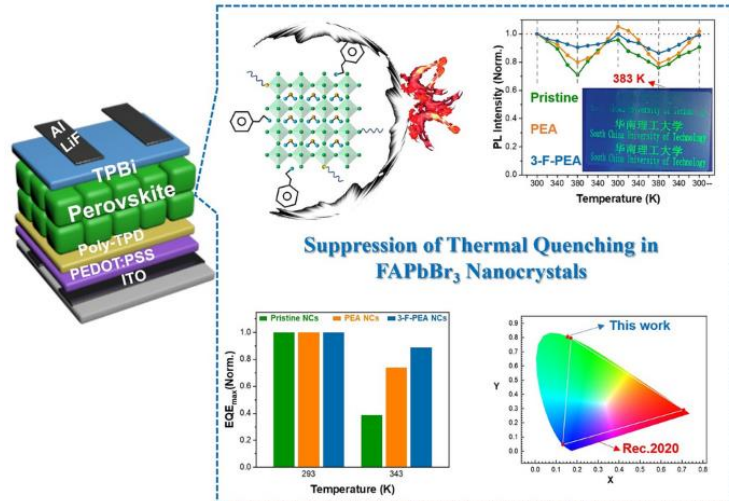 Al
LiF
TPBi
Perovskite
Poly-TPD
PEDOT:PSS
ITO
PL Intensity (Norm.)
1.0
0.8
0.6
0.4
0.2
0.0
383 K
Pristine
PEA
3-F-PEA
华南理工大学
South China University of Technology
华南理工大学
South China University of Technology
300 340 380 340 300 340 380 340 300--
Temperature (K)
Suppression of Thermal Quenching in
FAPbBr3 Nanocrystals
Pristine NCs PEA NCs 3-F-PEA NCs
EQEmax(Norm.)
1.0
0.8
0.6
0.4
0.2
0.0
293 343
Temperature (K)
This work
Rec.2020
Y
0.9
0.8
0.7
0.6
0.5
0.4
0.3
0.2
0.1
0.0
0.0 0.1 0.2 0.3 0.4 0.5 0.6 0.7 0.8
X